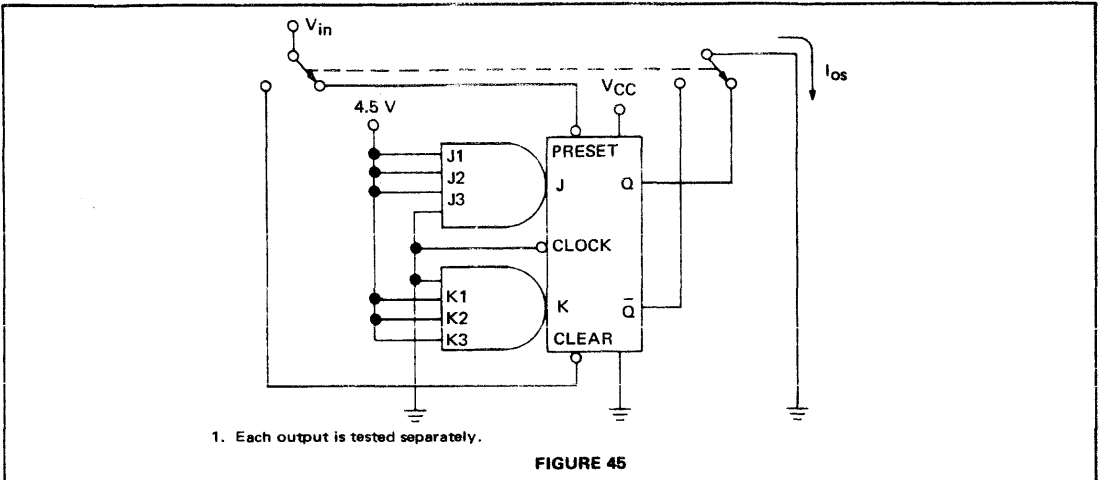 Vin
Ios
4.5 V
VCC
PRESET
J1
J2
J3
J
Q
CLOCK
K1
K2
K3
K
Q̄
CLEAR
1. Each output is tested separately.
FIGURE 45